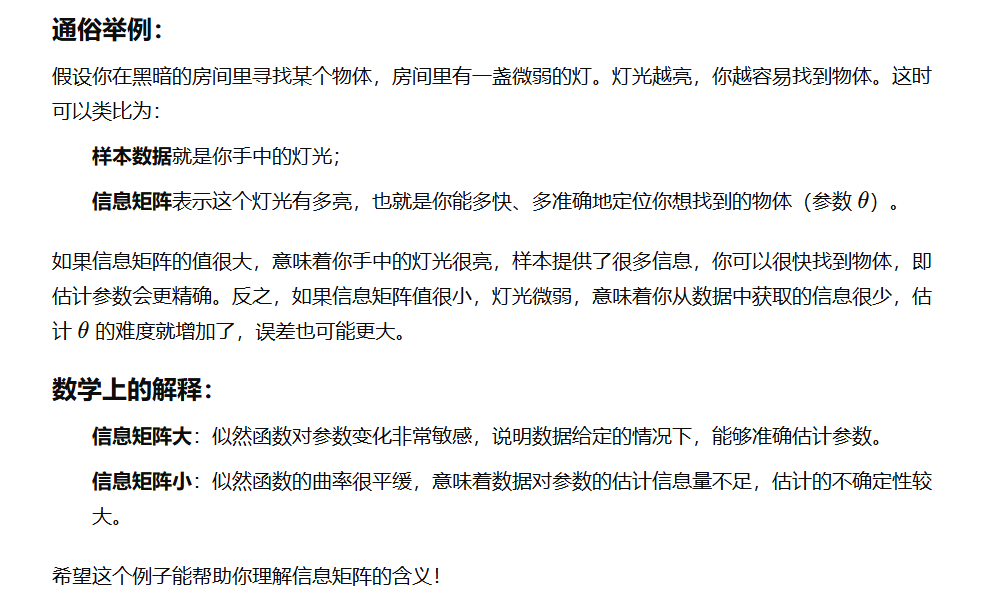 通俗举例：
假设你在黑暗的房间里寻找某个物体，房间里有一盏微弱的灯。灯光越亮，你越容易找到物体。这时
可以类比为：
样本数据就是你手中的灯光；
信息矩阵表示这个灯光有多亮，也就是你能多快、多准确地定位你想找到的物体（参数 θ）。
如果信息矩阵的值很大，意味着你手中的灯光很亮，样本提供了很多信息，你可以很快找到物体，即
估计参数会更精确。反之，如果信息矩阵值很小，灯光微弱，意味着你从数据中获取的信息很少，估
计 θ 的难度就增加了，误差也可能更大。
数学上的解释：
信息矩阵大：似然函数对参数变化非常敏感，说明数据给定的情况下，能够准确估计参数。
信息矩阵小：似然函数的曲率很平缓，意味着数据对参数的估计信息量不足，估计的不确定性较
大。
希望这个例子能帮助你理解信息矩阵的含义！